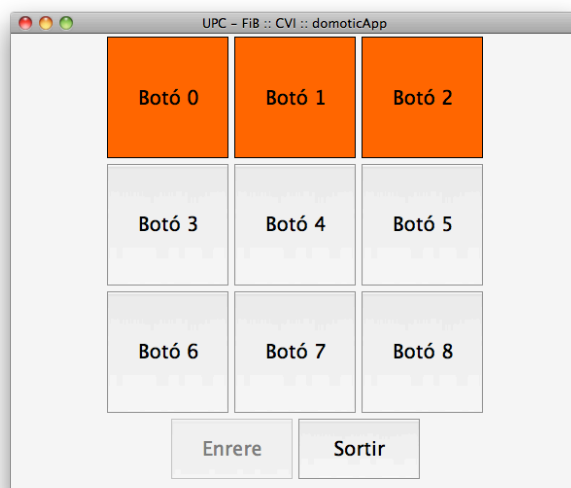 UPC – FiB :: CVI :: domoticApp
Botó 0 Botó 1 Botó 2
Botó 3 Botó 4 Botó 5
Botó 6 Botó 7 Botó 8
Enrere Sortir